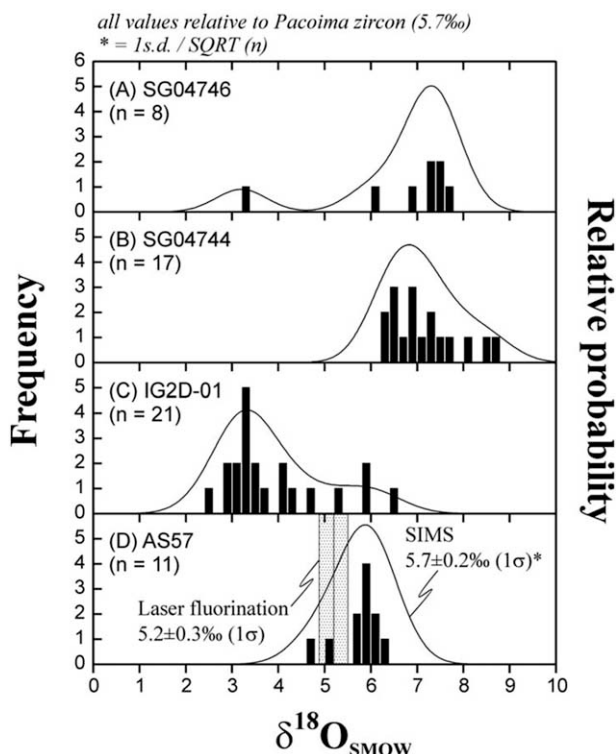 all values relative to Pacoima zircon (5.7‰)
* = 1s.d. / SQRT (n)
6
5
4
3
2
1
0
(A) SG04746
(n = 8)
5
4
3
2
1
0
(B) SG04744
(n = 17)
5
4
3
2
1
0
(C) IG2D-01
(n = 21)
5
4
3
2
1
0
(D) AS57
(n = 11)
SIMS
5.7±0.2‰ (1σ)*
Laser fluorination
5.2±0.3‰ (1σ)
0 1 2 3 4 5 6 7 8 9 10
Frequency
Relative probability
δ18OSMOW